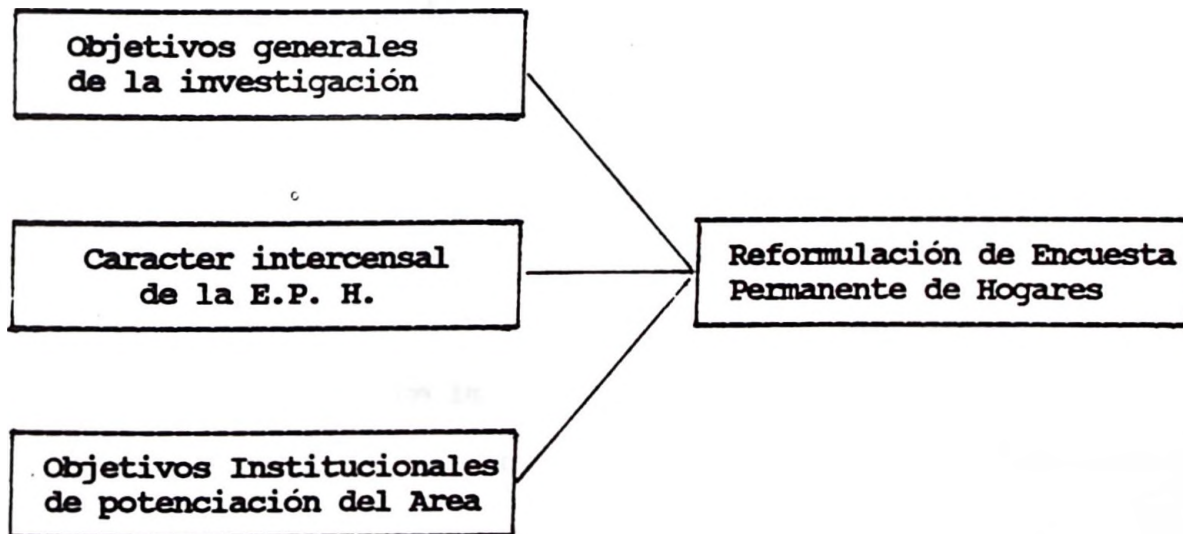 Objetivos generales
de la investigación
Caracter intercensal
de la E.P. H.
Reformulación de Encuesta
Permanente de Hogares
Objetivos Institucionales
de potenciación del Area